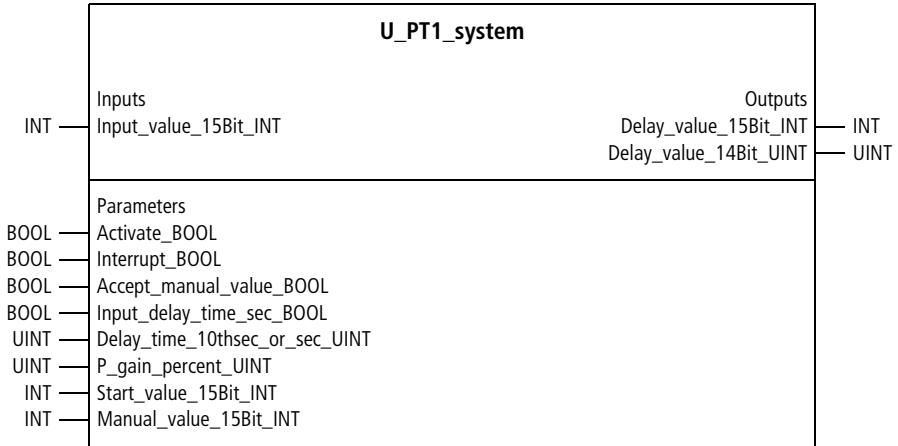 U_PT1_system
Inputs Outputs
INT Input_value_15Bit_INT Delay_value_15Bit_INT INT
Delay_value_14Bit_UINT UINT
Parameters
BOOL Activate_BOOL
BOOL Interrupt_BOOL
BOOL Accept_manual_value_BOOL
BOOL Input_delay_time_sec_BOOL
UINT Delay_time_10thsec_or_sec_UINT
UINT P_gain_percent_UINT
INT Start_value_15Bit_INT
INT Manual_value_15Bit_INT